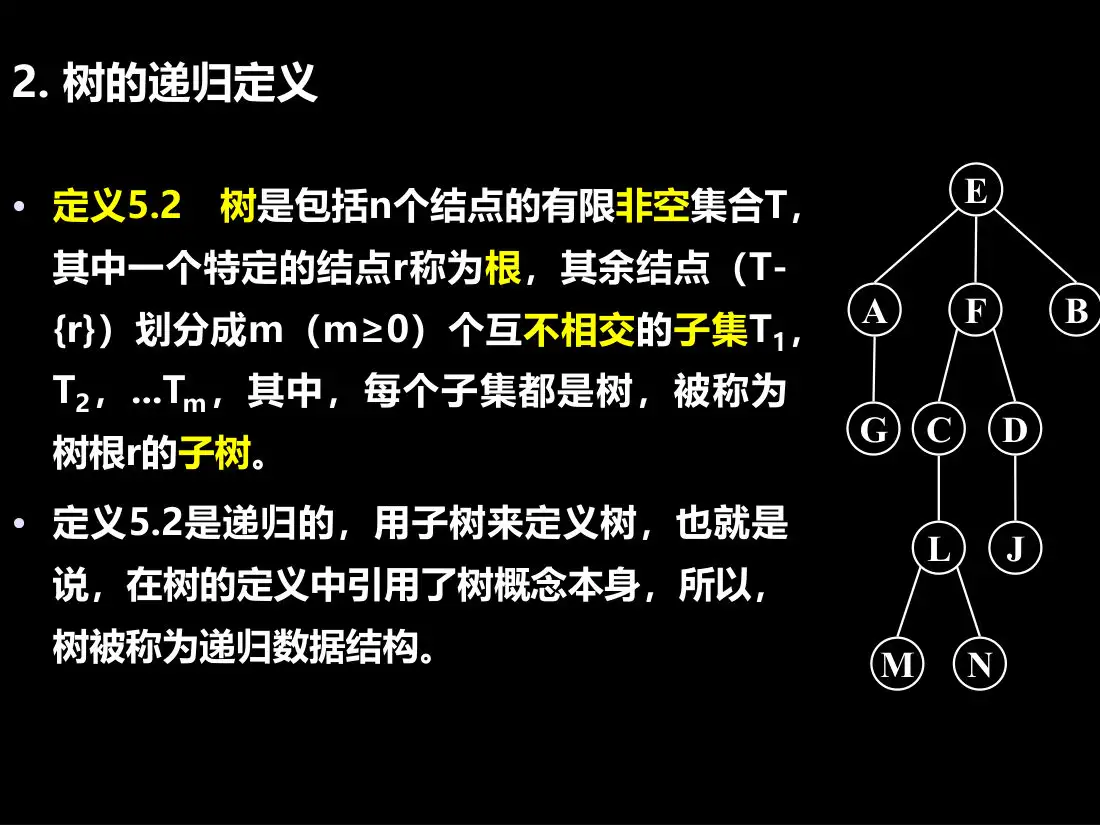 2. 树的递归定义
• 定义5.2 树是包括n个结点的有限非空集合T，
其中一个特定的结点r称为根，其余结点（T-
{r}）划分成m（m≥0）个互不相交的子集T₁，
T₂，...Tₘ，其中，每个子集都是树，被称为
树根r的子树。
• 定义5.2是递归的，用子树来定义树，也就是
说，在树的定义中引用了树概念本身，所以，
树被称为递归数据结构。
E
A F B
G C D
L J
M N